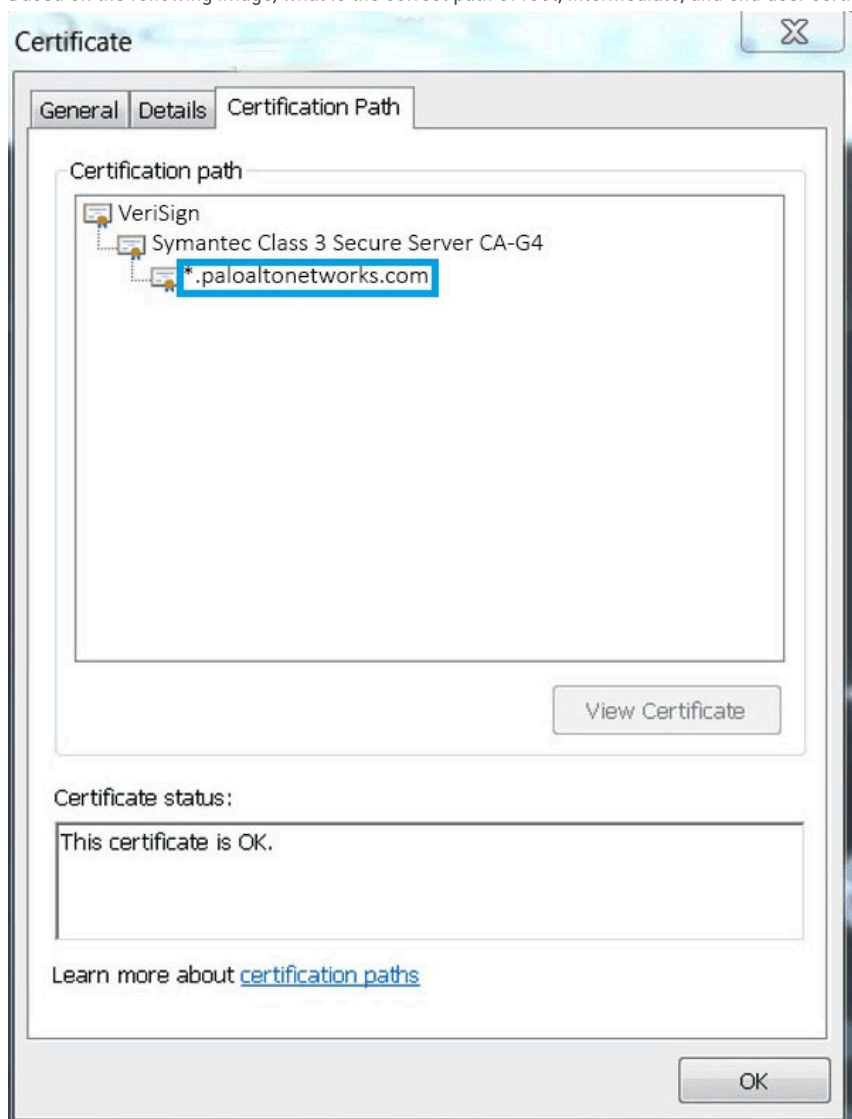 Certificate
General Details Certification Path
Certification path
VeriSign
Symantec Class 3 Secure Server CA-G4
*.paloaltonetworks.com
View Certificate
Certificate status:
This certificate is OK.
Learn more about certification paths
OK